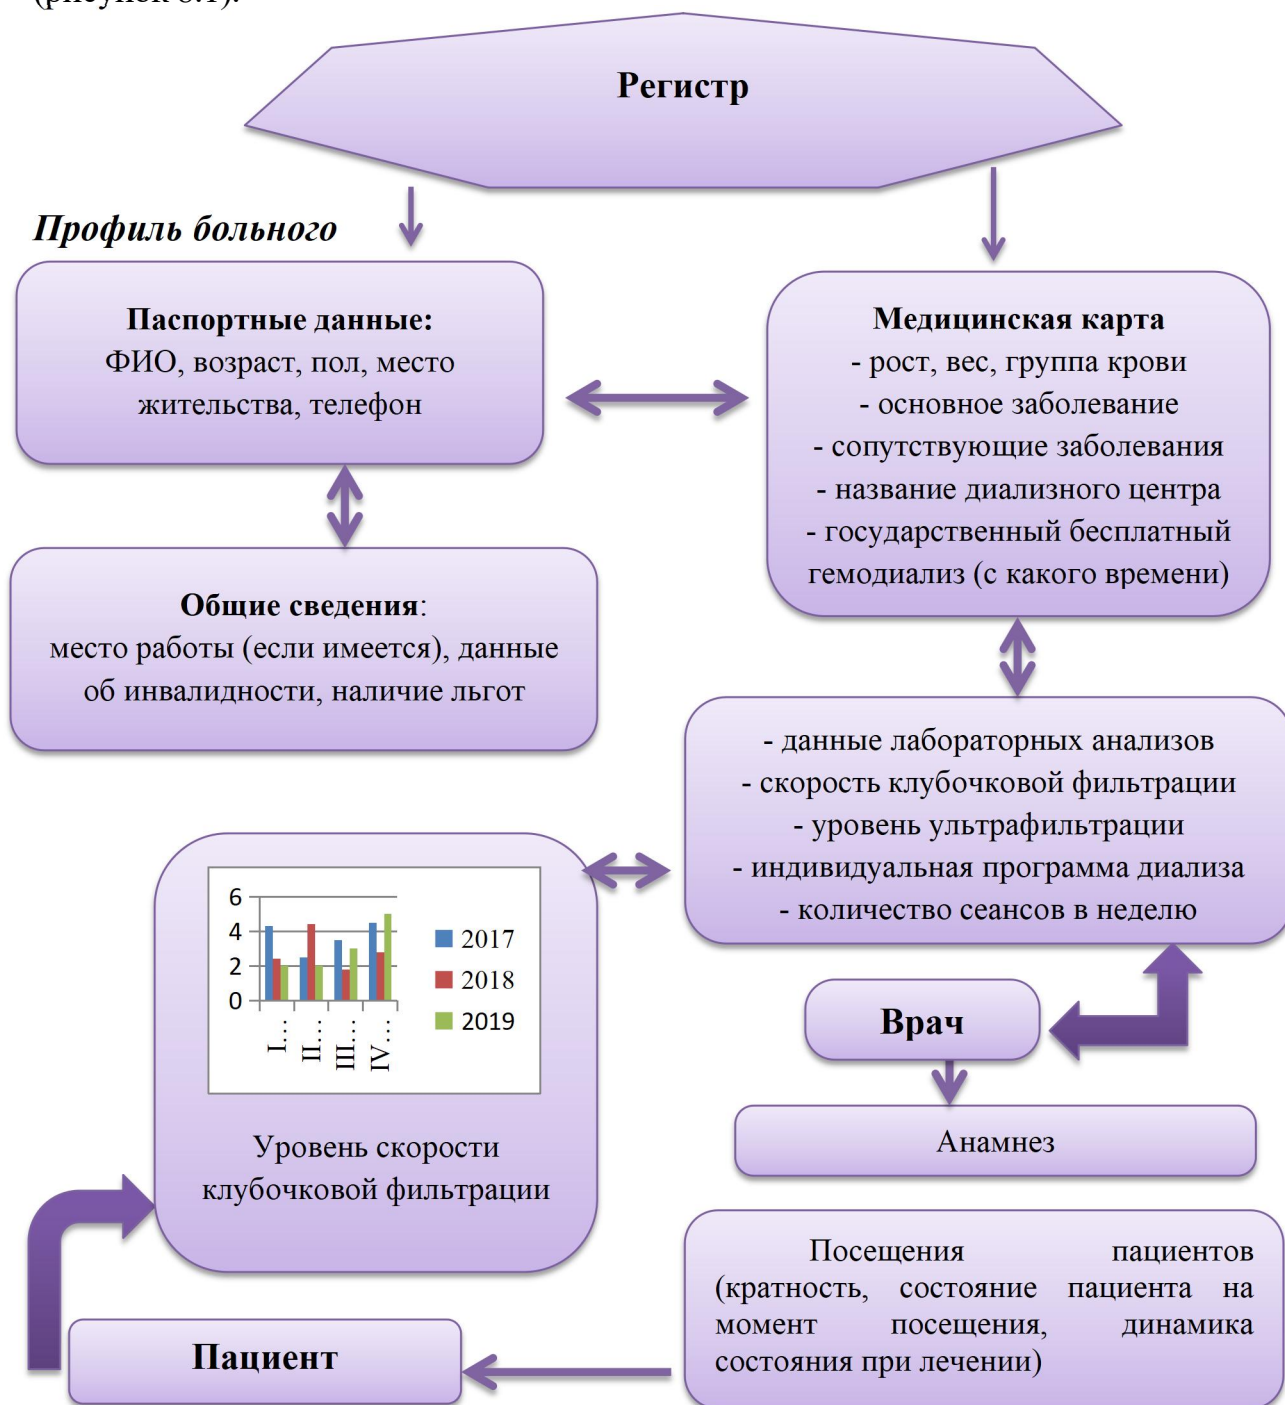 (рисунок 8.1).
Регистр
Профиль больного
Паспортные данные:
ФИО, возраст, пол, место
жительства, телефон
Медицинская карта
- рост, вес, группа крови
- основное заболевание
- сопутствующие заболевания
- название диализного центра
- государственный бесплатный
гемодиализ (с какого времени)
Общие сведения:
место работы (если имеется), данные
об инвалидности, наличие льгот
- данные лабораторных анализов
- скорость клубочковой фильтрации
- уровень ультрафильтрации
- индивидуальная программа диализа
- количество сеансов в неделю
6
4
2
0
I…
II…
III…
IV…
2017
2018
2019
Уровень скорости
клубочковой фильтрации
Врач
Анамнез
Посещения пациентов
(кратность, состояние пациента на
момент посещения, динамика
состояния при лечении)
Пациент